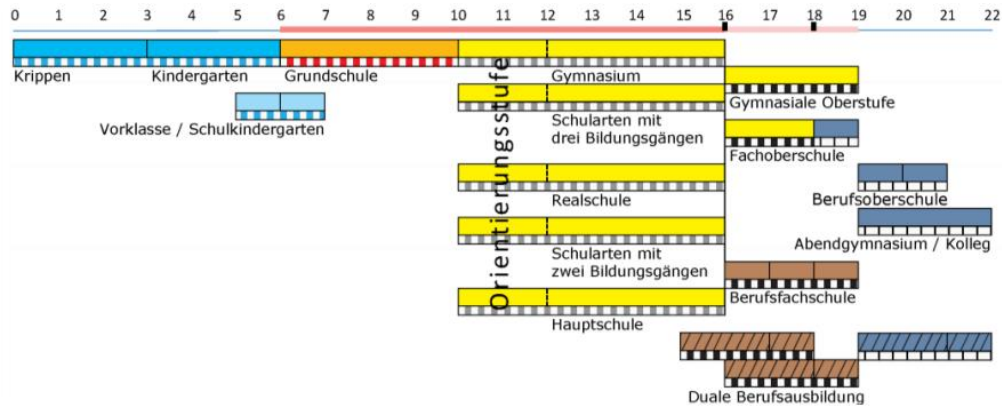 0 1 2 3 4 5 6 7 8 9 10 11 12 13 14 15 16 17 18 19 20 21 22
Krippen Kindergarten Grundschule Gymnasium
Gymnasiale Oberstufe
Vorklasse / Schulkindergarten
Schularten mit
drei Bildungsgängen
Fachoberschule
Orientierungsstufe
Realschule
Berufsoberschule
Abendgymnasium / Kolleg
Schularten mit
zwei Bildungsgängen
Berufsfachschule
Hauptschule
Duale Berufsausbildung